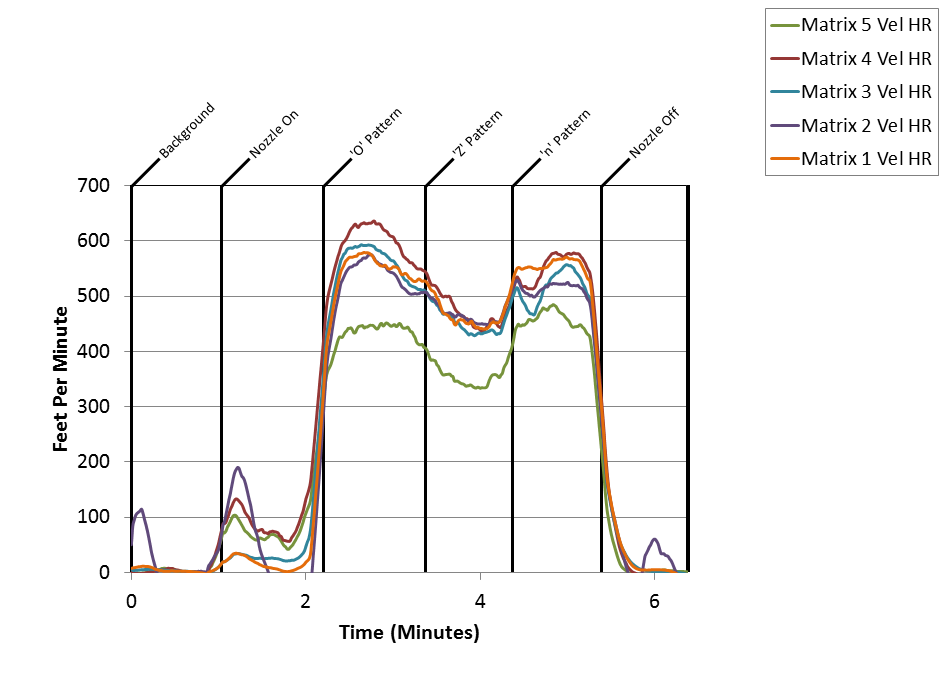 Matrix 5 Vel HR
Matrix 4 Vel HR
Matrix 3 Vel HR
Matrix 2 Vel HR
Matrix 1 Vel HR
Background
Nozzle On
'O' Pattern
'Z' Pattern
'n' Pattern
Nozzle Off
700
600
500
400
300
200
100
0
Feet Per Minute
0 2 4 6
Time (Minutes)